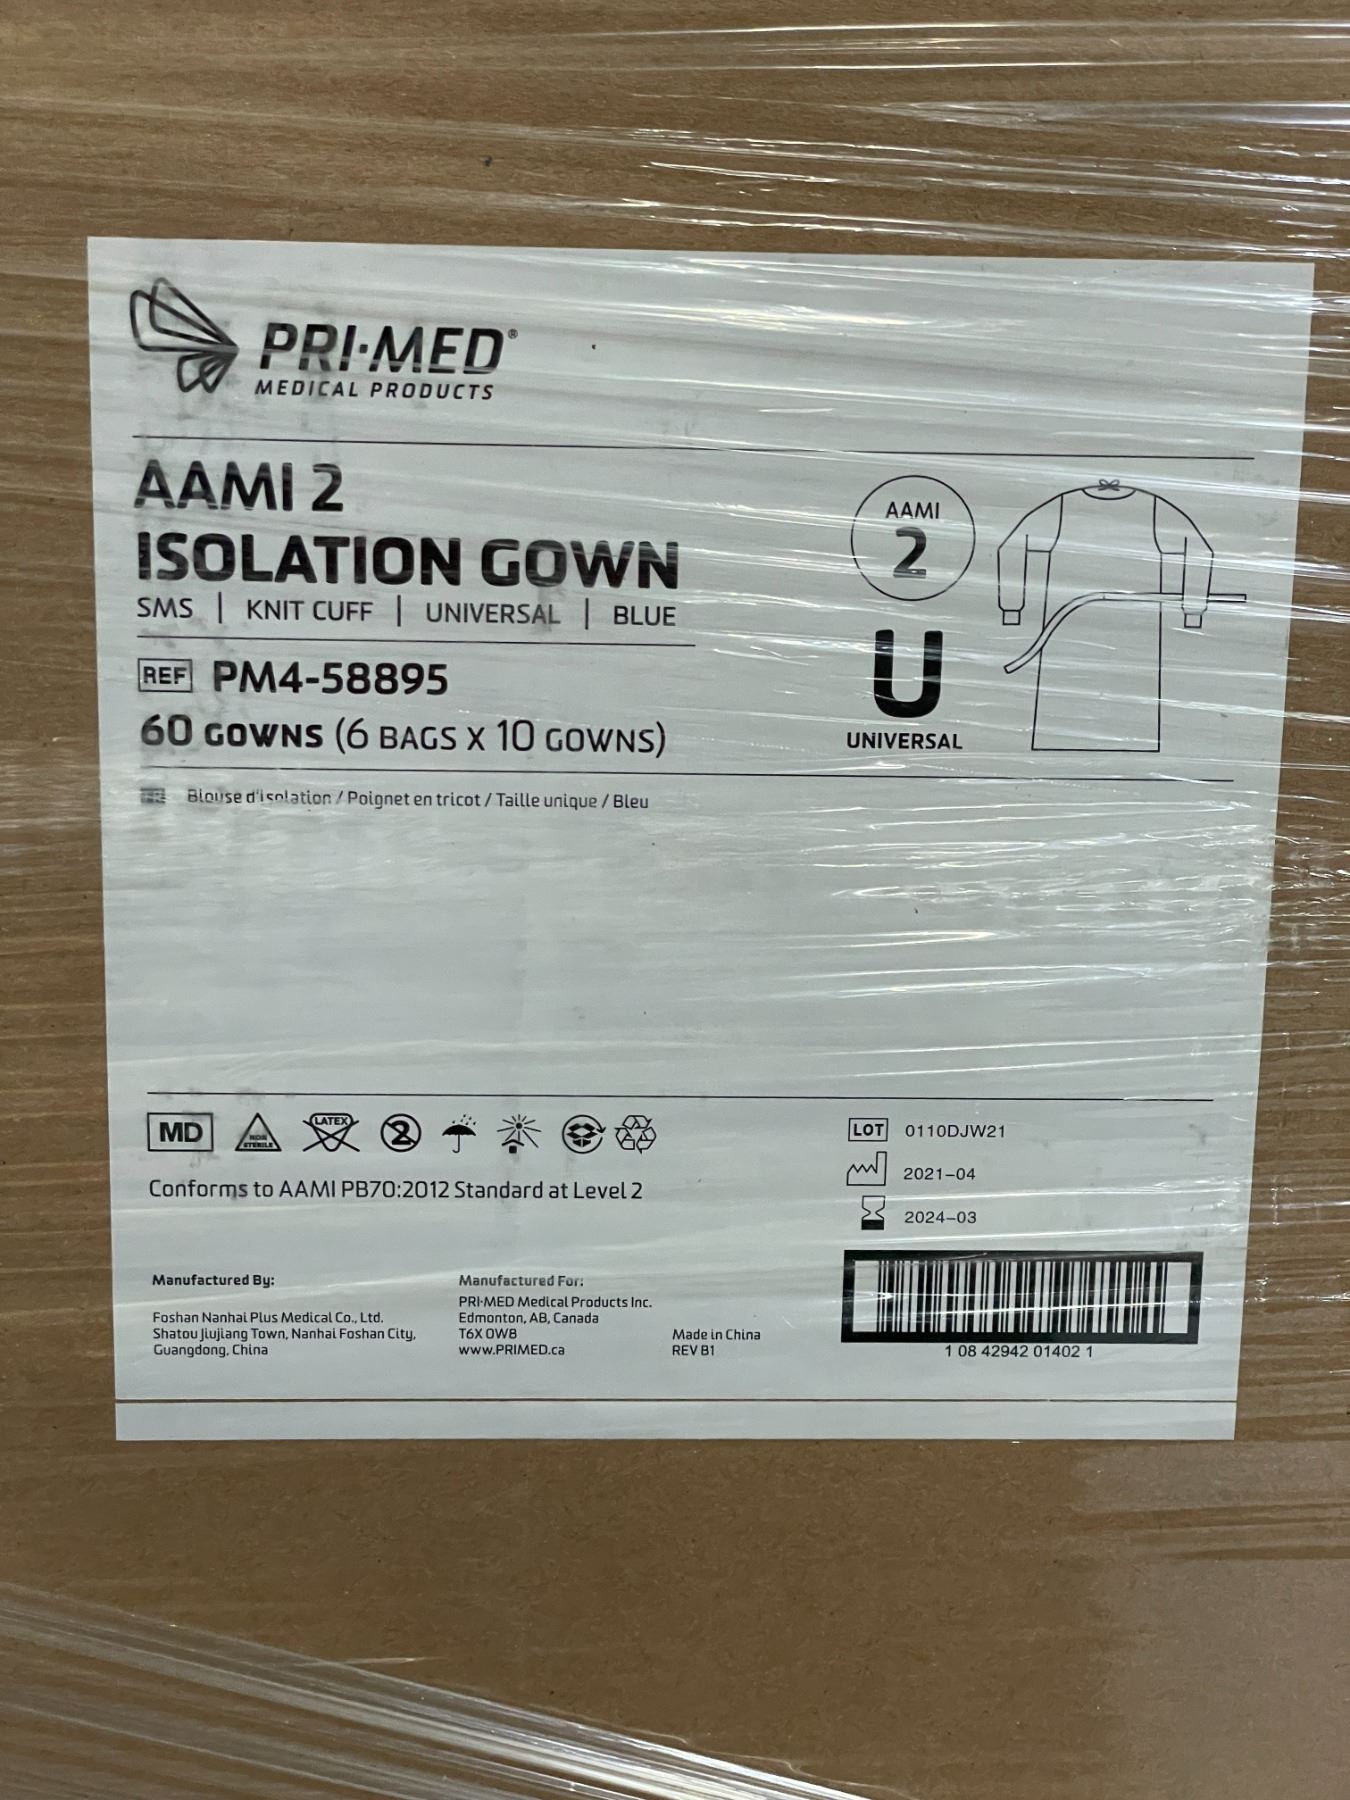 PRI·MED®
MEDICAL PRODUCTS
AAMI 2
ISOLATION GOWN
SMS | KNIT CUFF | UNIVERSAL | BLUE
REF PM4-58895
60 GOWNS (6 BAGS X 10 GOWNS)
AAMI
2
U
UNIVERSAL
FR Blouse d'isolation / Poignet en tricot / Taille unique / Bleu
MD
NON
STERILE
LATEX
2
Conforms to AAMI PB70:2012 Standard at Level 2
LOT 0110DJW21
2021-04
2024-03
Manufactured By:
Foshan Nanhai Plus Medical Co., Ltd.
Shatou Jiujiang Town, Nanhai Foshan City,
Guangdong, China
Manufactured For:
PRI·MED Medical Products Inc.
Edmonton, AB, Canada
T6X 0W8
www.PRIMED.ca
Made in China
REV B1
1 08 42942 01402 1